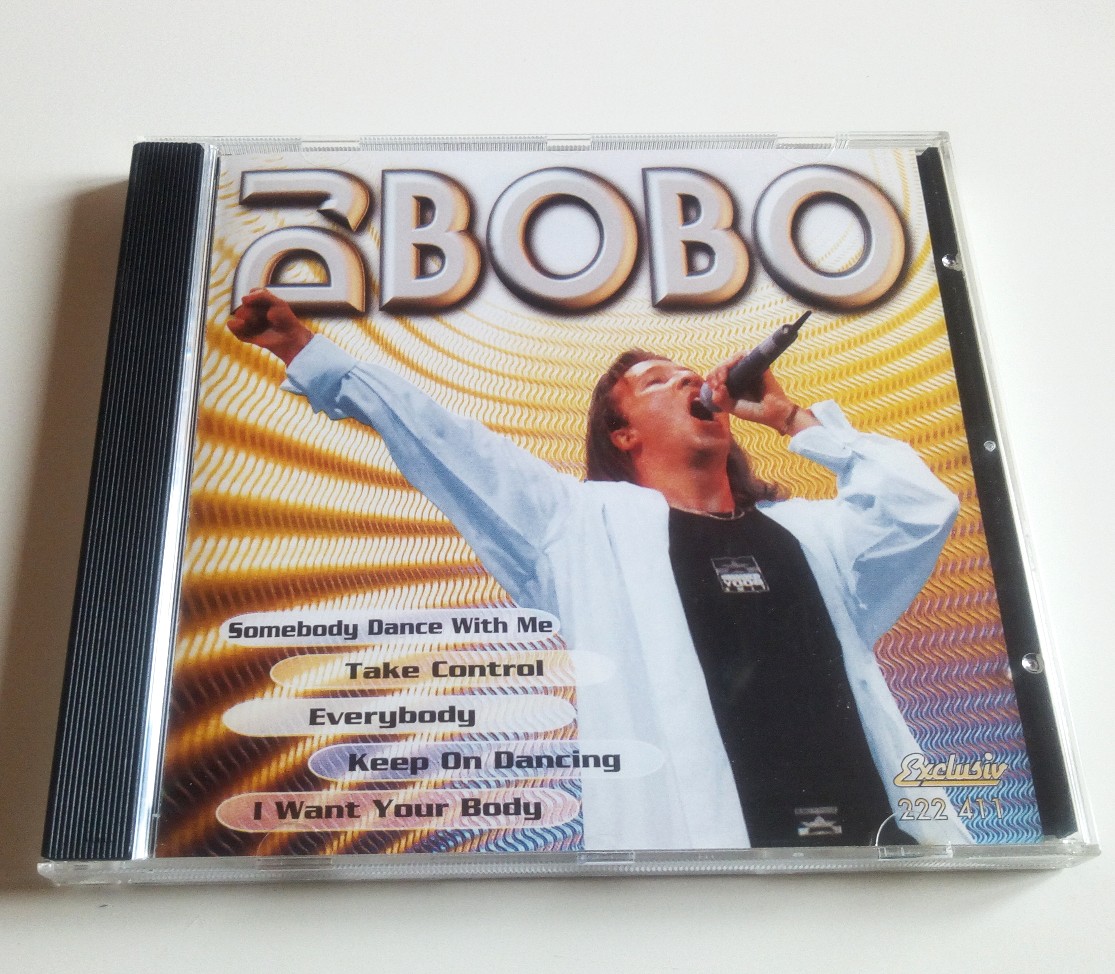 DJ BOBO
Somebody Dance With Me
Take Control
Everybody
Keep On Dancing
I Want Your Body
Exclusiv
222 411